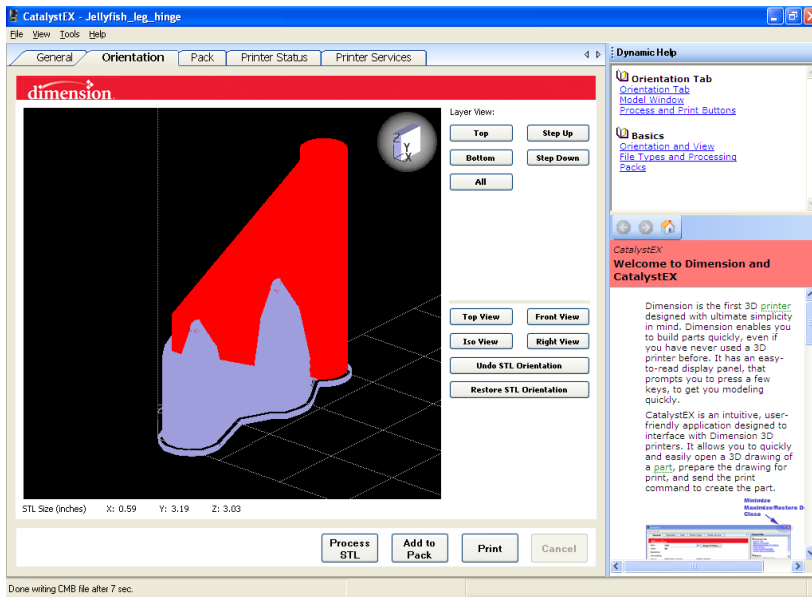 CatalystEX - Jellyfish_leg_hinge
File View Tools Help
General
Orientation
Pack
Printer Status
Printer Services
dimension
Layer View:
Top
Step Up
Bottom
Step Down
All
Z
Y
X
Top View
Front View
Iso View
Right View
Undo STL Orientation
Restore STL Orientation
STL Size (inches) X: 0.59 Y: 3.19 Z: 3.03
Process
STL
Add to
Pack
Print
Cancel
Done writing CMB file after 7 sec.
Dynamic Help
Orientation Tab
Orientation Tab
Model Window
Process and Print Buttons
Basics
Orientation and View
File Types and Processing
Packs
CatalystEX
Welcome to Dimension and
CatalystEX
Dimension is the first 3D printer
designed with ultimate simplicity
in mind. Dimension enables you
to build parts quickly, even if
you have never used a 3D
printer before. It has an easy-
to-read display panel, that
prompts you to press a few
keys, to get you modeling
quickly.
CatalystEX is an intuitive, user-
friendly application designed to
interface with Dimension 3D
printers. It allows you to quickly
and easily open a 3D drawing of
a part, prepare the drawing for
print, and send the print
command to create the part.
Minimize
Maximize/Restore D
Close